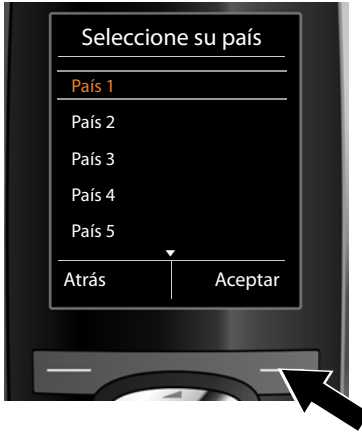 Seleccione su país
País 1
País 2
País 3
País 4
País 5
Atrás Aceptar